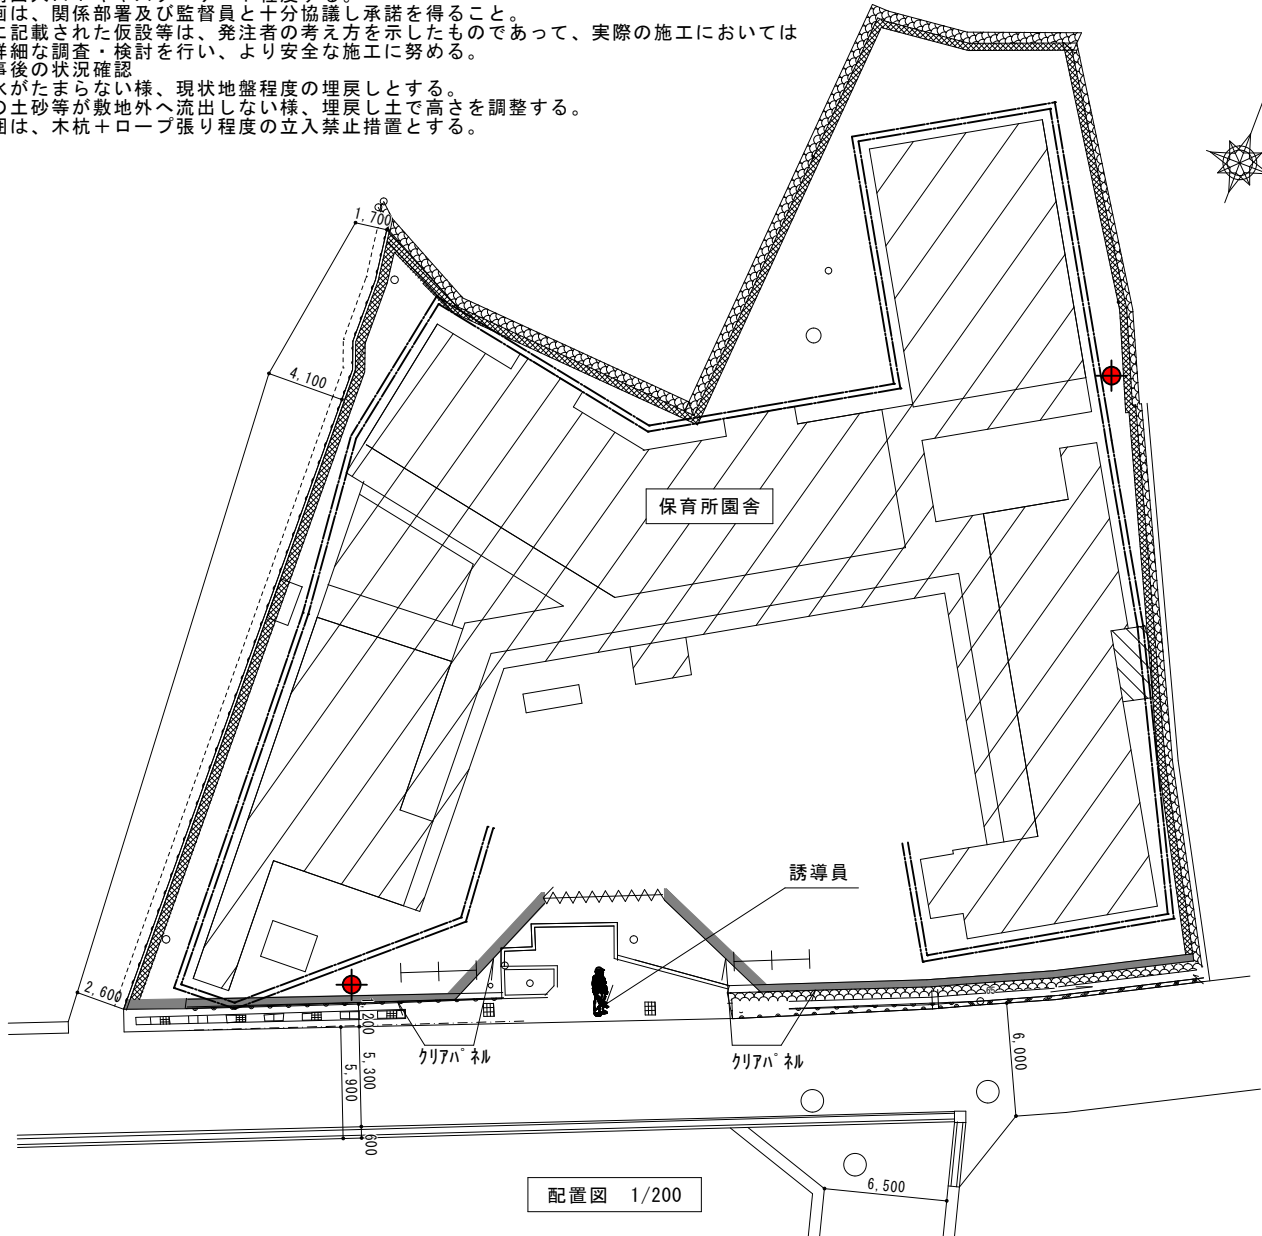 画は、関係部署及び監督員と十分協議し承諾を得ること。
に記載された仮設等は、発注者の考え方を示したものであって、実際の施工においては
詳細な調査・検討を行い、より安全な施工に努める。
事後の状況確認
水がたまらない様、現状地盤程度の埋戻しとする。
の土砂等が敷地外へ流出しない様、埋戻し土で高さを調整する。
囲は、木杭＋ロープ張り程度の立入禁止措置とする。
1,700
4,100
保育所園舎
誘導員
2,600
1,200
5,300
5,900
600
クリアパネル
クリアパネル
6,000
6,500
配置図 1/200